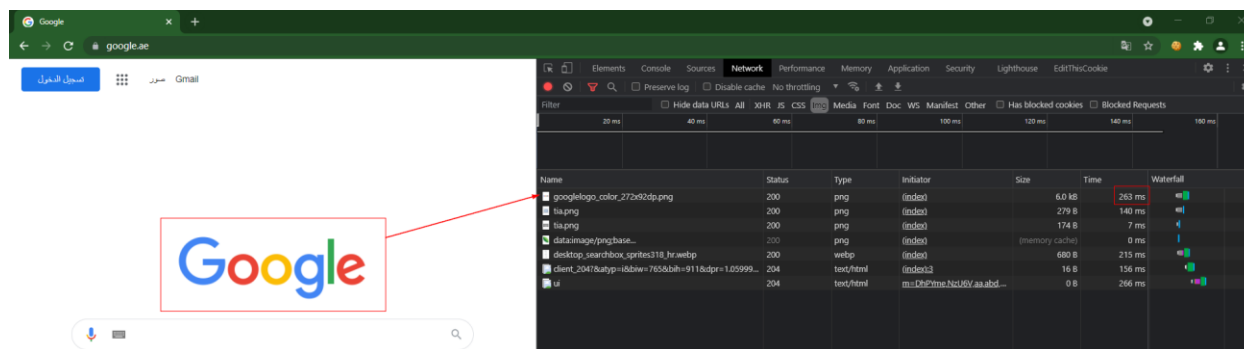 Google
google.ae
تسجيل الدخول
صور
Gmail
Google
Elements Console Sources Network Performance Memory Application Security Lighthouse EditThisCookie
Preserve log Disable cache No throttling
Filter Hide data URLs All XHR JS CSS Img Media Font Doc WS Manifest Other Has blocked cookies Blocked Requests
20 ms 40 ms 60 ms 80 ms 100 ms 120 ms 140 ms 160 ms
Name Status Type Initiator Size Time Waterfall
googlelogo_color_272x92dp.png 200 png (index) 6.0 kB 263 ms
tia.png 200 png (index) 279 B 140 ms
tia.png 200 png (index) 174 B 7 ms
data:image/png;base... 200 png (index) (memory cache) 0 ms
desktop_searchbox_sprites318_hr.webp 200 webp (index) 680 B 215 ms
client_204?&atyp=i&biw=765&bih=911&dpr=1.05999... 204 text/html (index):3 16 B 156 ms
ui 204 text/html m=DhPYme,NzU6V,aa,abd,... 0 B 266 ms